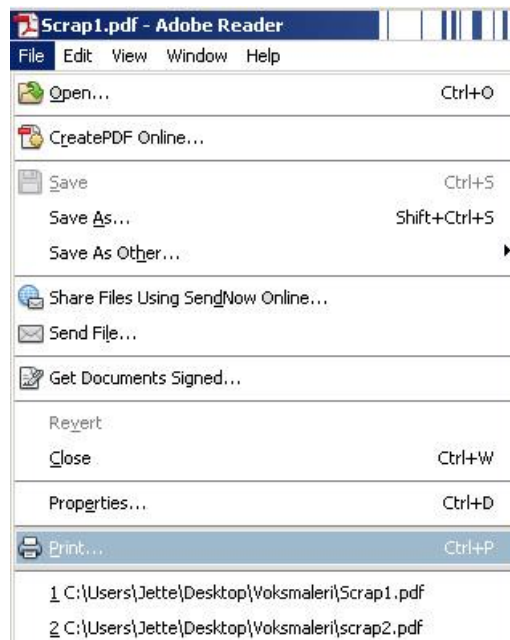 Scrap1.pdf - Adobe Reader
File Edit View Window Help
Open... Ctrl+O
CreatePDF Online...
Save Ctrl+S
Save As... Shift+Ctrl+S
Save As Other...
Share Files Using SendNow Online...
Send File...
Get Documents Signed...
Revert
Close Ctrl+W
Properties... Ctrl+D
Print... Ctrl+P
1 C:\Users\Jette\Desktop\Voksmaleri\Scrap1.pdf
2 C:\Users\Jette\Desktop\Voksmaleri\scrap2.pdf